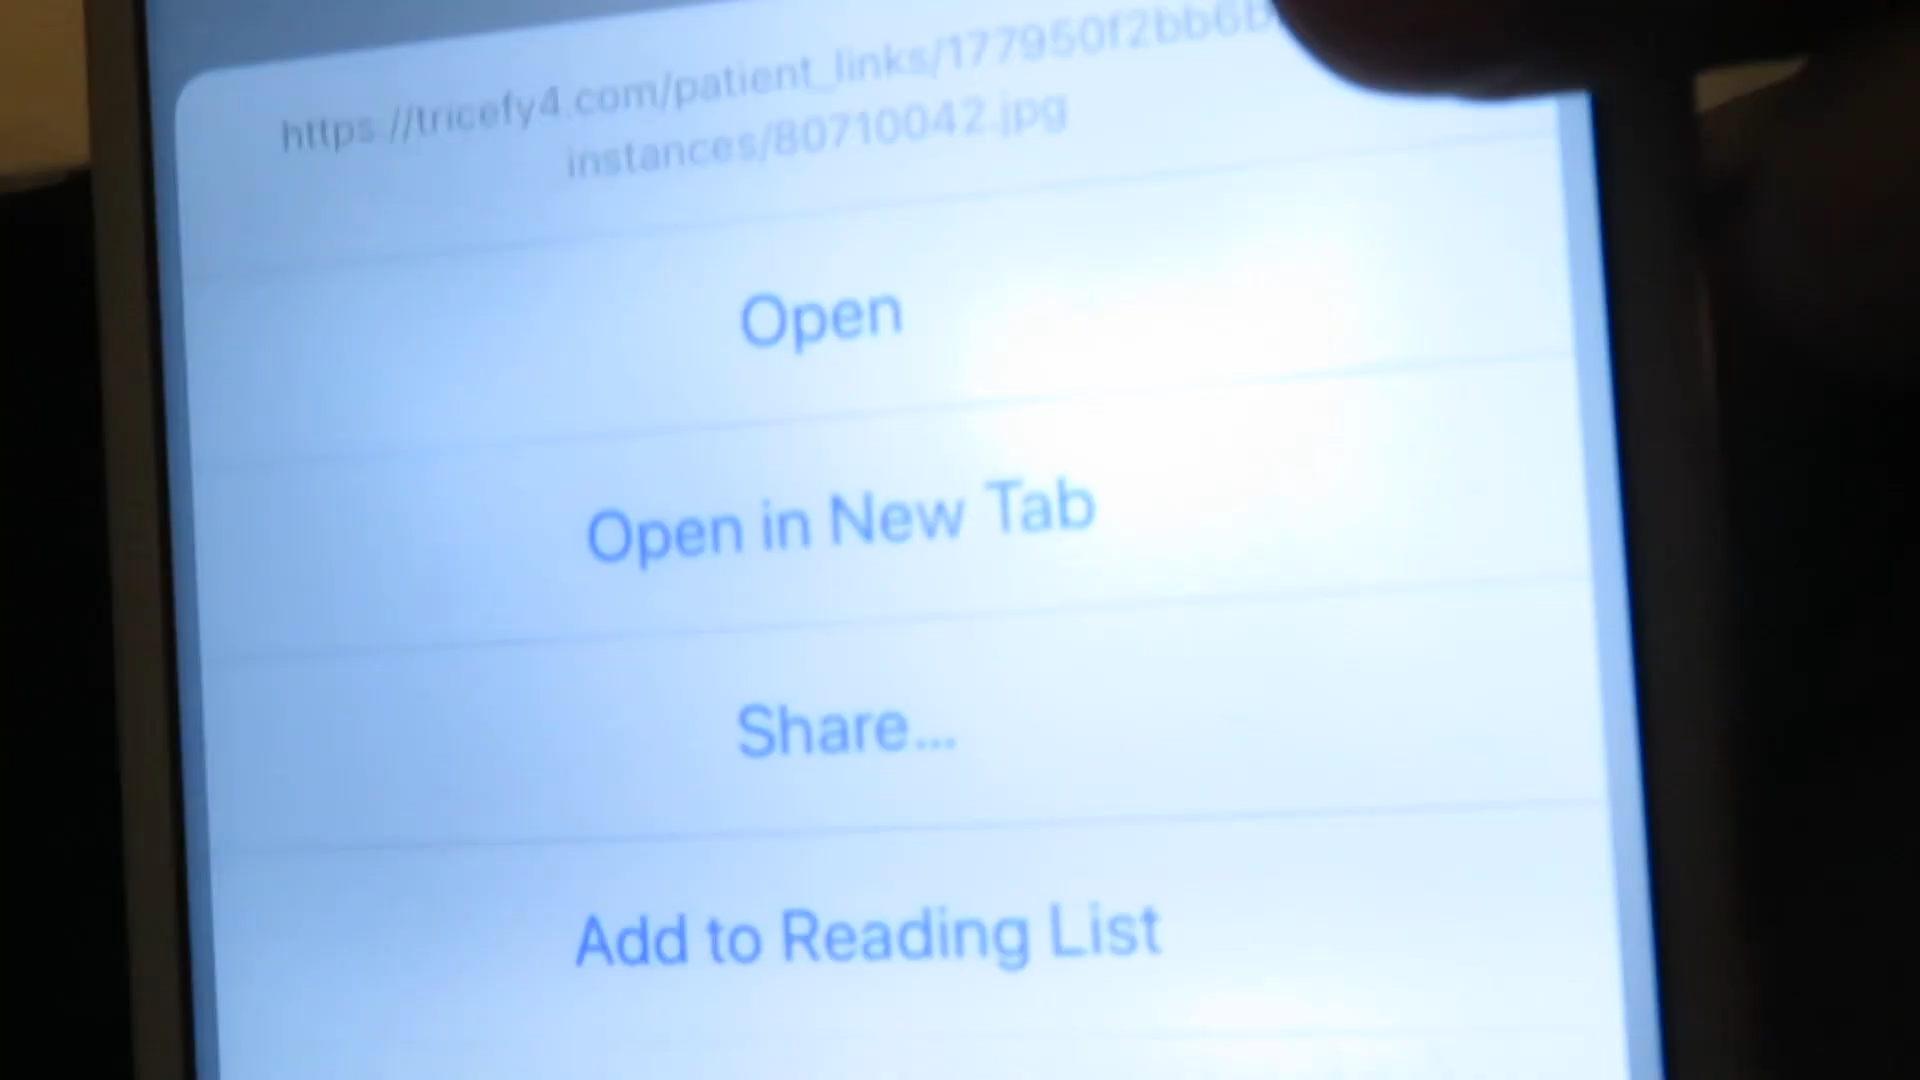 https://tricefy4.com/patient_links/177950f2bb6b
instances/80710042.jpg
Open
Open in New Tab
Share...
Add to Reading List